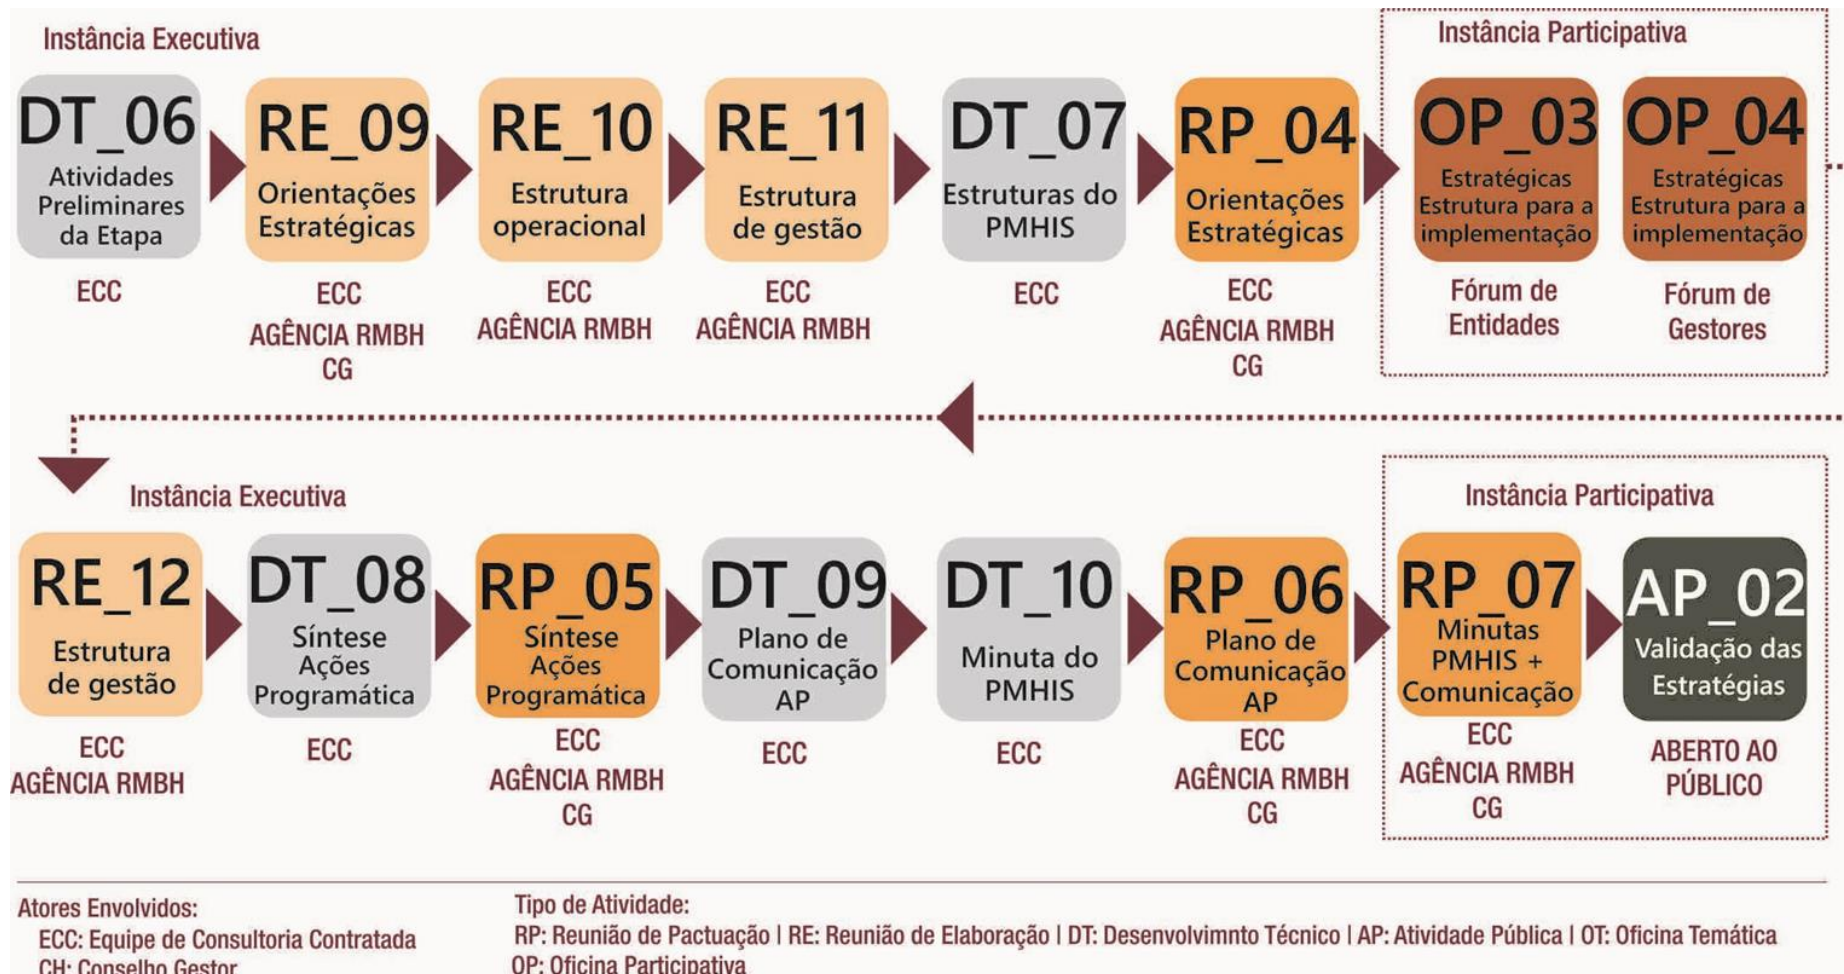 Instância Executiva
Instância Participativa
DT_06
Atividades
Preliminares
da Etapa
ECC
RE_09
Orientações
Estratégicas
ECC
AGÊNCIA RMBH
CG
RE_10
Estrutura
operacional
ECC
AGÊNCIA RMBH
RE_11
Estrutura
de gestão
ECC
AGÊNCIA RMBH
DT_07
Estruturas do
PMHIS
ECC
RP_04
Orientações
Estratégicas
ECC
AGÊNCIA RMBH
CG
OP_03
Estratégicas
Estrutura para a
implementação
Fórum de
Entidades
OP_04
Estratégicas
Estrutura para a
implementação
Fórum de
Gestores
Instância Executiva
Instância Participativa
RE_12
Estrutura
de gestão
ECC
AGÊNCIA RMBH
DT_08
Síntese
Ações
Programática
ECC
RP_05
Síntese
Ações
Programática
ECC
AGÊNCIA RMBH
CG
DT_09
Plano de
Comunicação
AP
ECC
DT_10
Minuta do
PMHIS
ECC
RP_06
Plano de
Comunicação
AP
ECC
AGÊNCIA RMBH
CG
RP_07
Minutas
PMHIS +
Comunicação
ECC
AGÊNCIA RMBH
CG
AP_02
Validação das
Estratégias
ABERTO AO
PÚBLICO
Atores Envolvidos:
ECC: Equipe de Consultoria Contratada
CH: Conselho Gestor
Tipo de Atividade:
RP: Reunião de Pactuação | RE: Reunião de Elaboração | DT: Desenvolvimnto Técnico | AP: Atividade Pública | OT: Oficina Temática
OP: Oficina Participativa